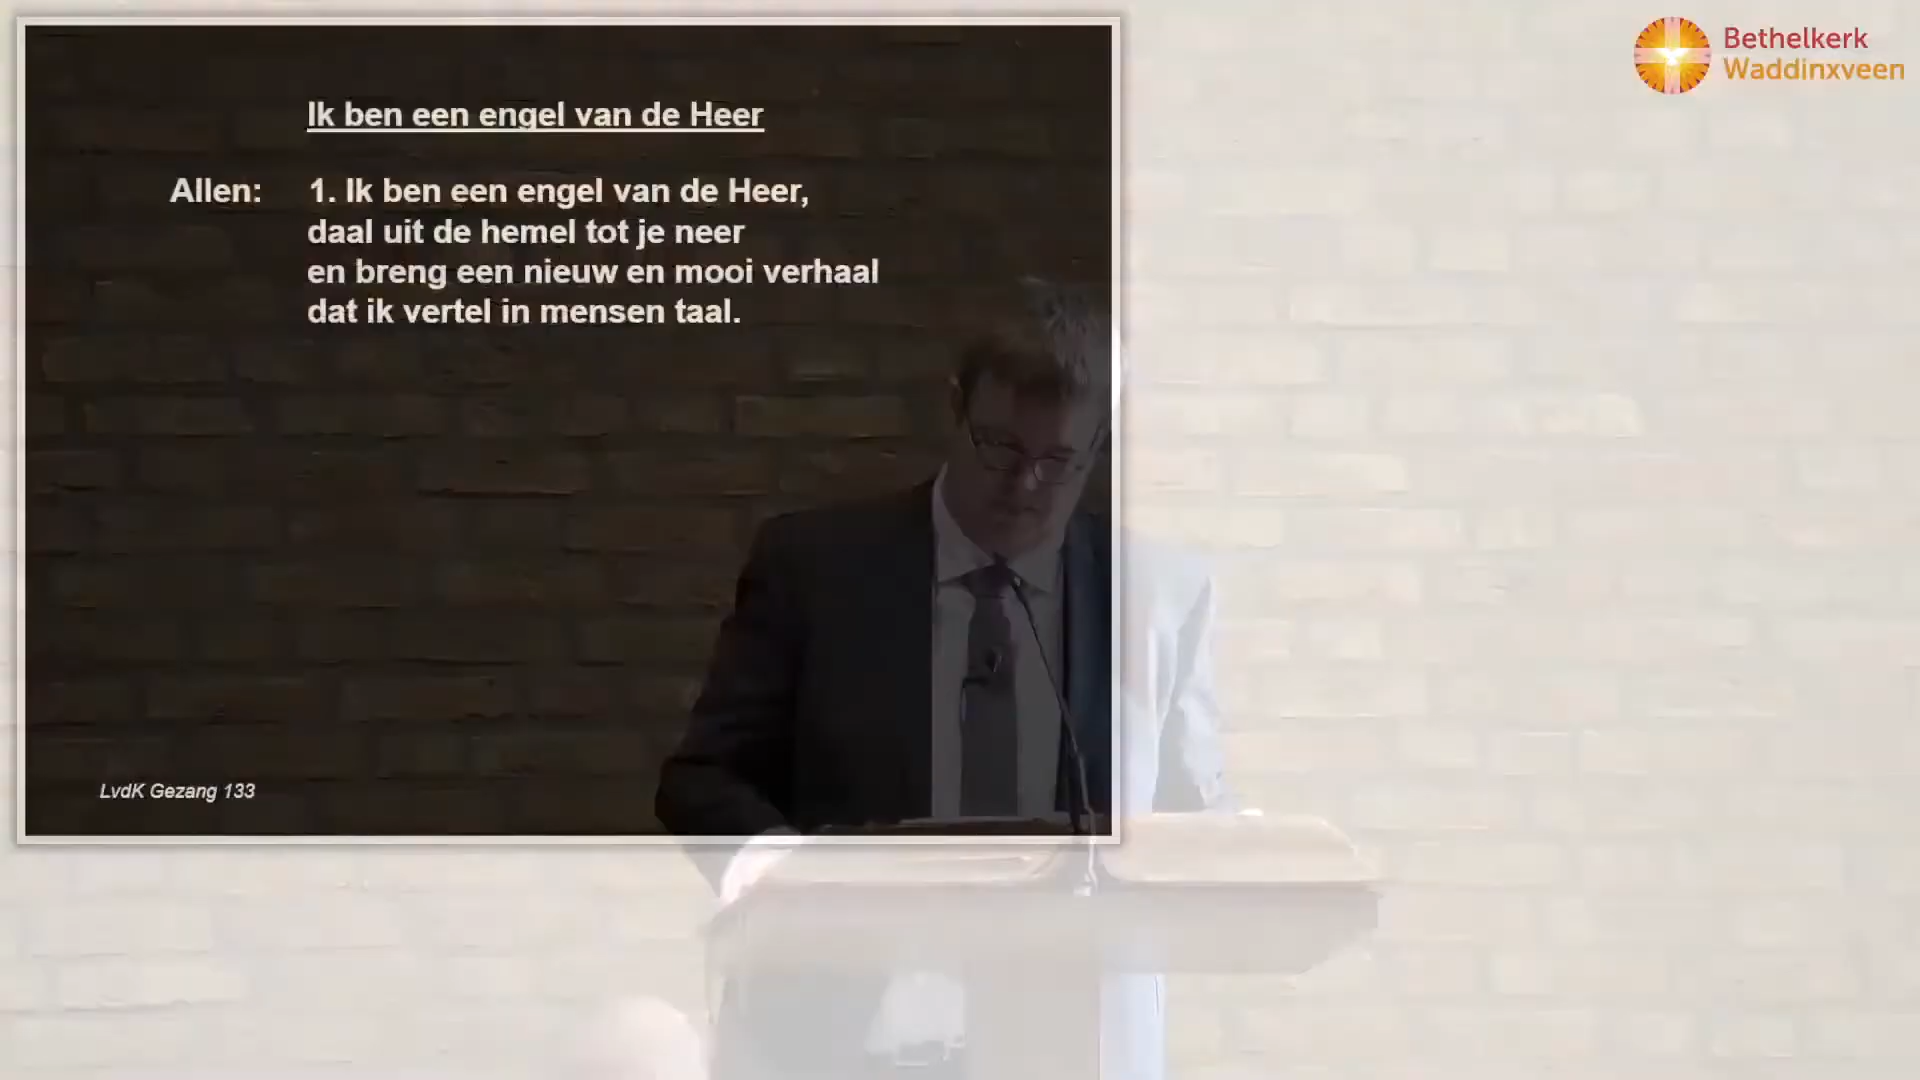 Bethelkerk
Waddinxveen
Ik ben een engel van de Heer
Allen: 1. Ik ben een engel van de Heer,
daal uit de hemel tot je neer
en breng een nieuw en mooi verhaal
dat ik vertel in mensen taal.
LvdK Gezang 133